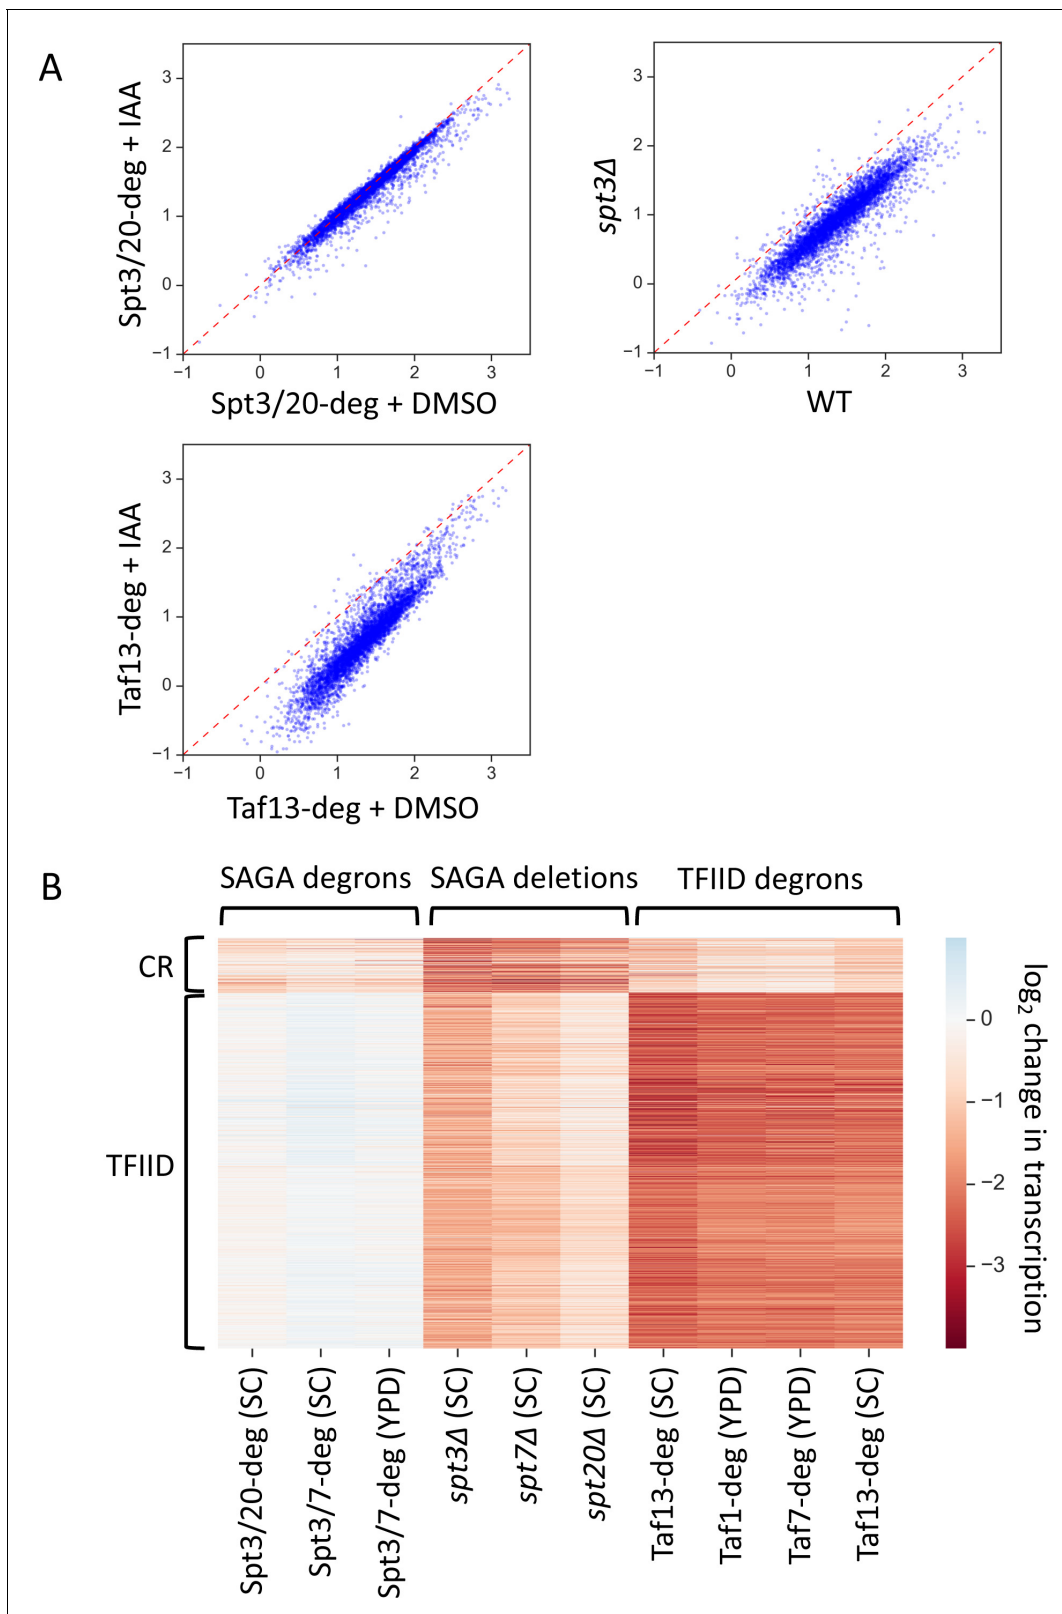 A
Spt3/20-deg + IAA
3
2
1
0
−1
−1 0 1 2 3
Spt3/20-deg + DMSO
spt3Δ
3
2
1
0
−1
−1 0 1 2 3
WT
Taf13-deg + IAA
3
2
1
0
−1
−1 0 1 2 3
Taf13-deg + DMSO
B
SAGA degrons SAGA deletions TFIID degrons
CR
TFIID
0
−1
−2
−3
log2 change in transcription
Spt3/20-deg (SC)
Spt3/7-deg (SC)
Spt3/7-deg (YPD)
spt3Δ (SC)
spt7Δ (SC)
spt20Δ (SC)
Taf13-deg (SC)
Taf1-deg (YPD)
Taf7-deg (YPD)
Taf13-deg (SC)